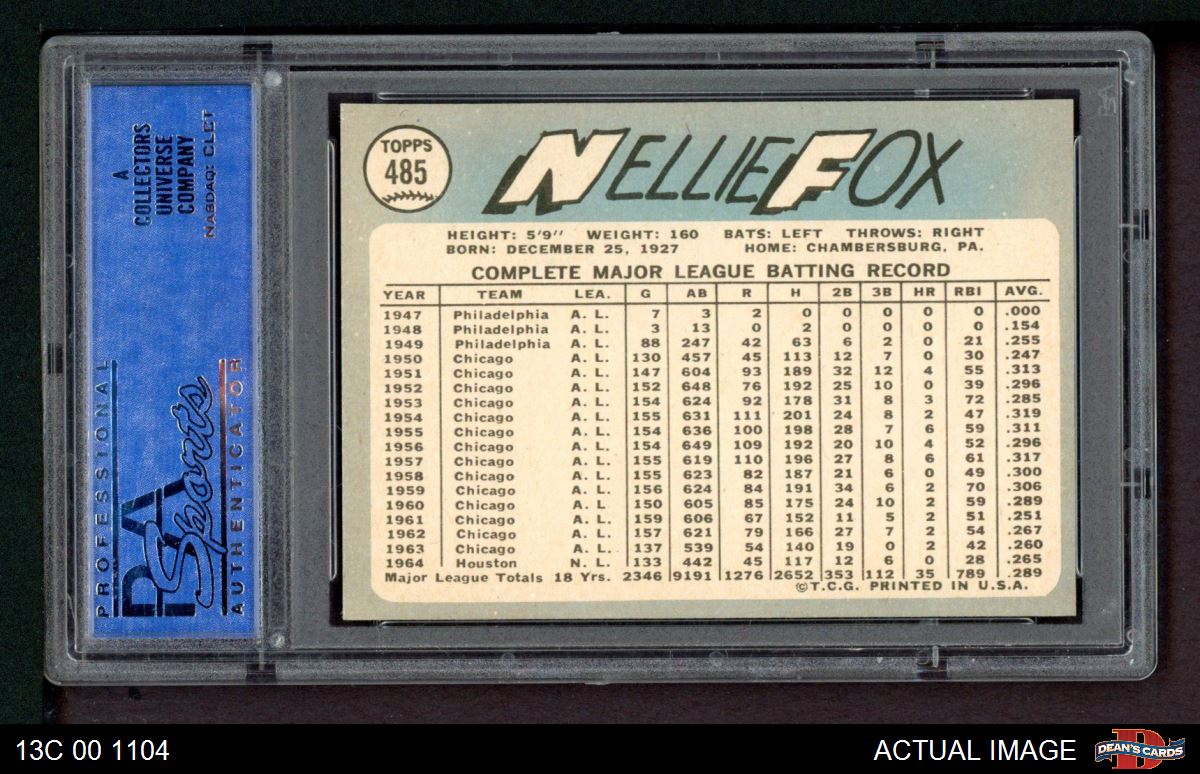 A
COLLECTORS
UNIVERSE
COMPANY
NASDAQ: CLCT
PROFESSIONAL
PSA
Sports
AUTHENTICATOR
TOPPS
485
NELLIE FOX
HEIGHT: 5'9" WEIGHT: 160 BATS: LEFT THROWS: RIGHT
BORN: DECEMBER 25, 1927 HOME: CHAMBERSBURG, PA.
COMPLETE MAJOR LEAGUE BATTING RECORD
YEAR TEAM LEA. G AB R H 2B 3B HR RBI AVG.
1947 Philadelphia A. L. 7 3 2 0 0 0 0 0 .000
1948 Philadelphia A. L. 3 13 0 2 0 0 0 0 .154
1949 Philadelphia A. L. 88 247 42 63 6 2 0 21 .255
1950 Chicago A. L. 130 457 45 113 12 7 0 30 .247
1951 Chicago A. L. 147 604 93 189 32 12 4 55 .313
1952 Chicago A. L. 152 648 76 192 25 10 0 39 .296
1953 Chicago A. L. 154 624 92 178 31 8 3 72 .285
1954 Chicago A. L. 155 631 111 201 24 8 2 47 .319
1955 Chicago A. L. 154 636 100 198 28 7 6 59 .311
1956 Chicago A. L. 154 649 109 192 20 10 4 52 .296
1957 Chicago A. L. 155 619 110 196 27 8 6 61 .317
1958 Chicago A. L. 155 623 82 187 21 6 0 49 .300
1959 Chicago A. L. 156 624 84 191 34 6 2 70 .306
1960 Chicago A. L. 150 605 85 175 24 10 2 59 .289
1961 Chicago A. L. 159 606 67 152 11 5 2 51 .251
1962 Chicago A. L. 157 621 79 166 27 7 2 54 .267
1963 Chicago A. L. 137 539 54 140 19 0 2 42 .260
1964 Houston N. L. 133 442 45 117 12 6 0 28 .265
Major League Totals 18 Yrs. 2346 9191 1276 2652 353 112 35 789 .289
©T.C.G. PRINTED IN U.S.A.
13C 00 1104
ACTUAL IMAGE
DEAN'S CARDS